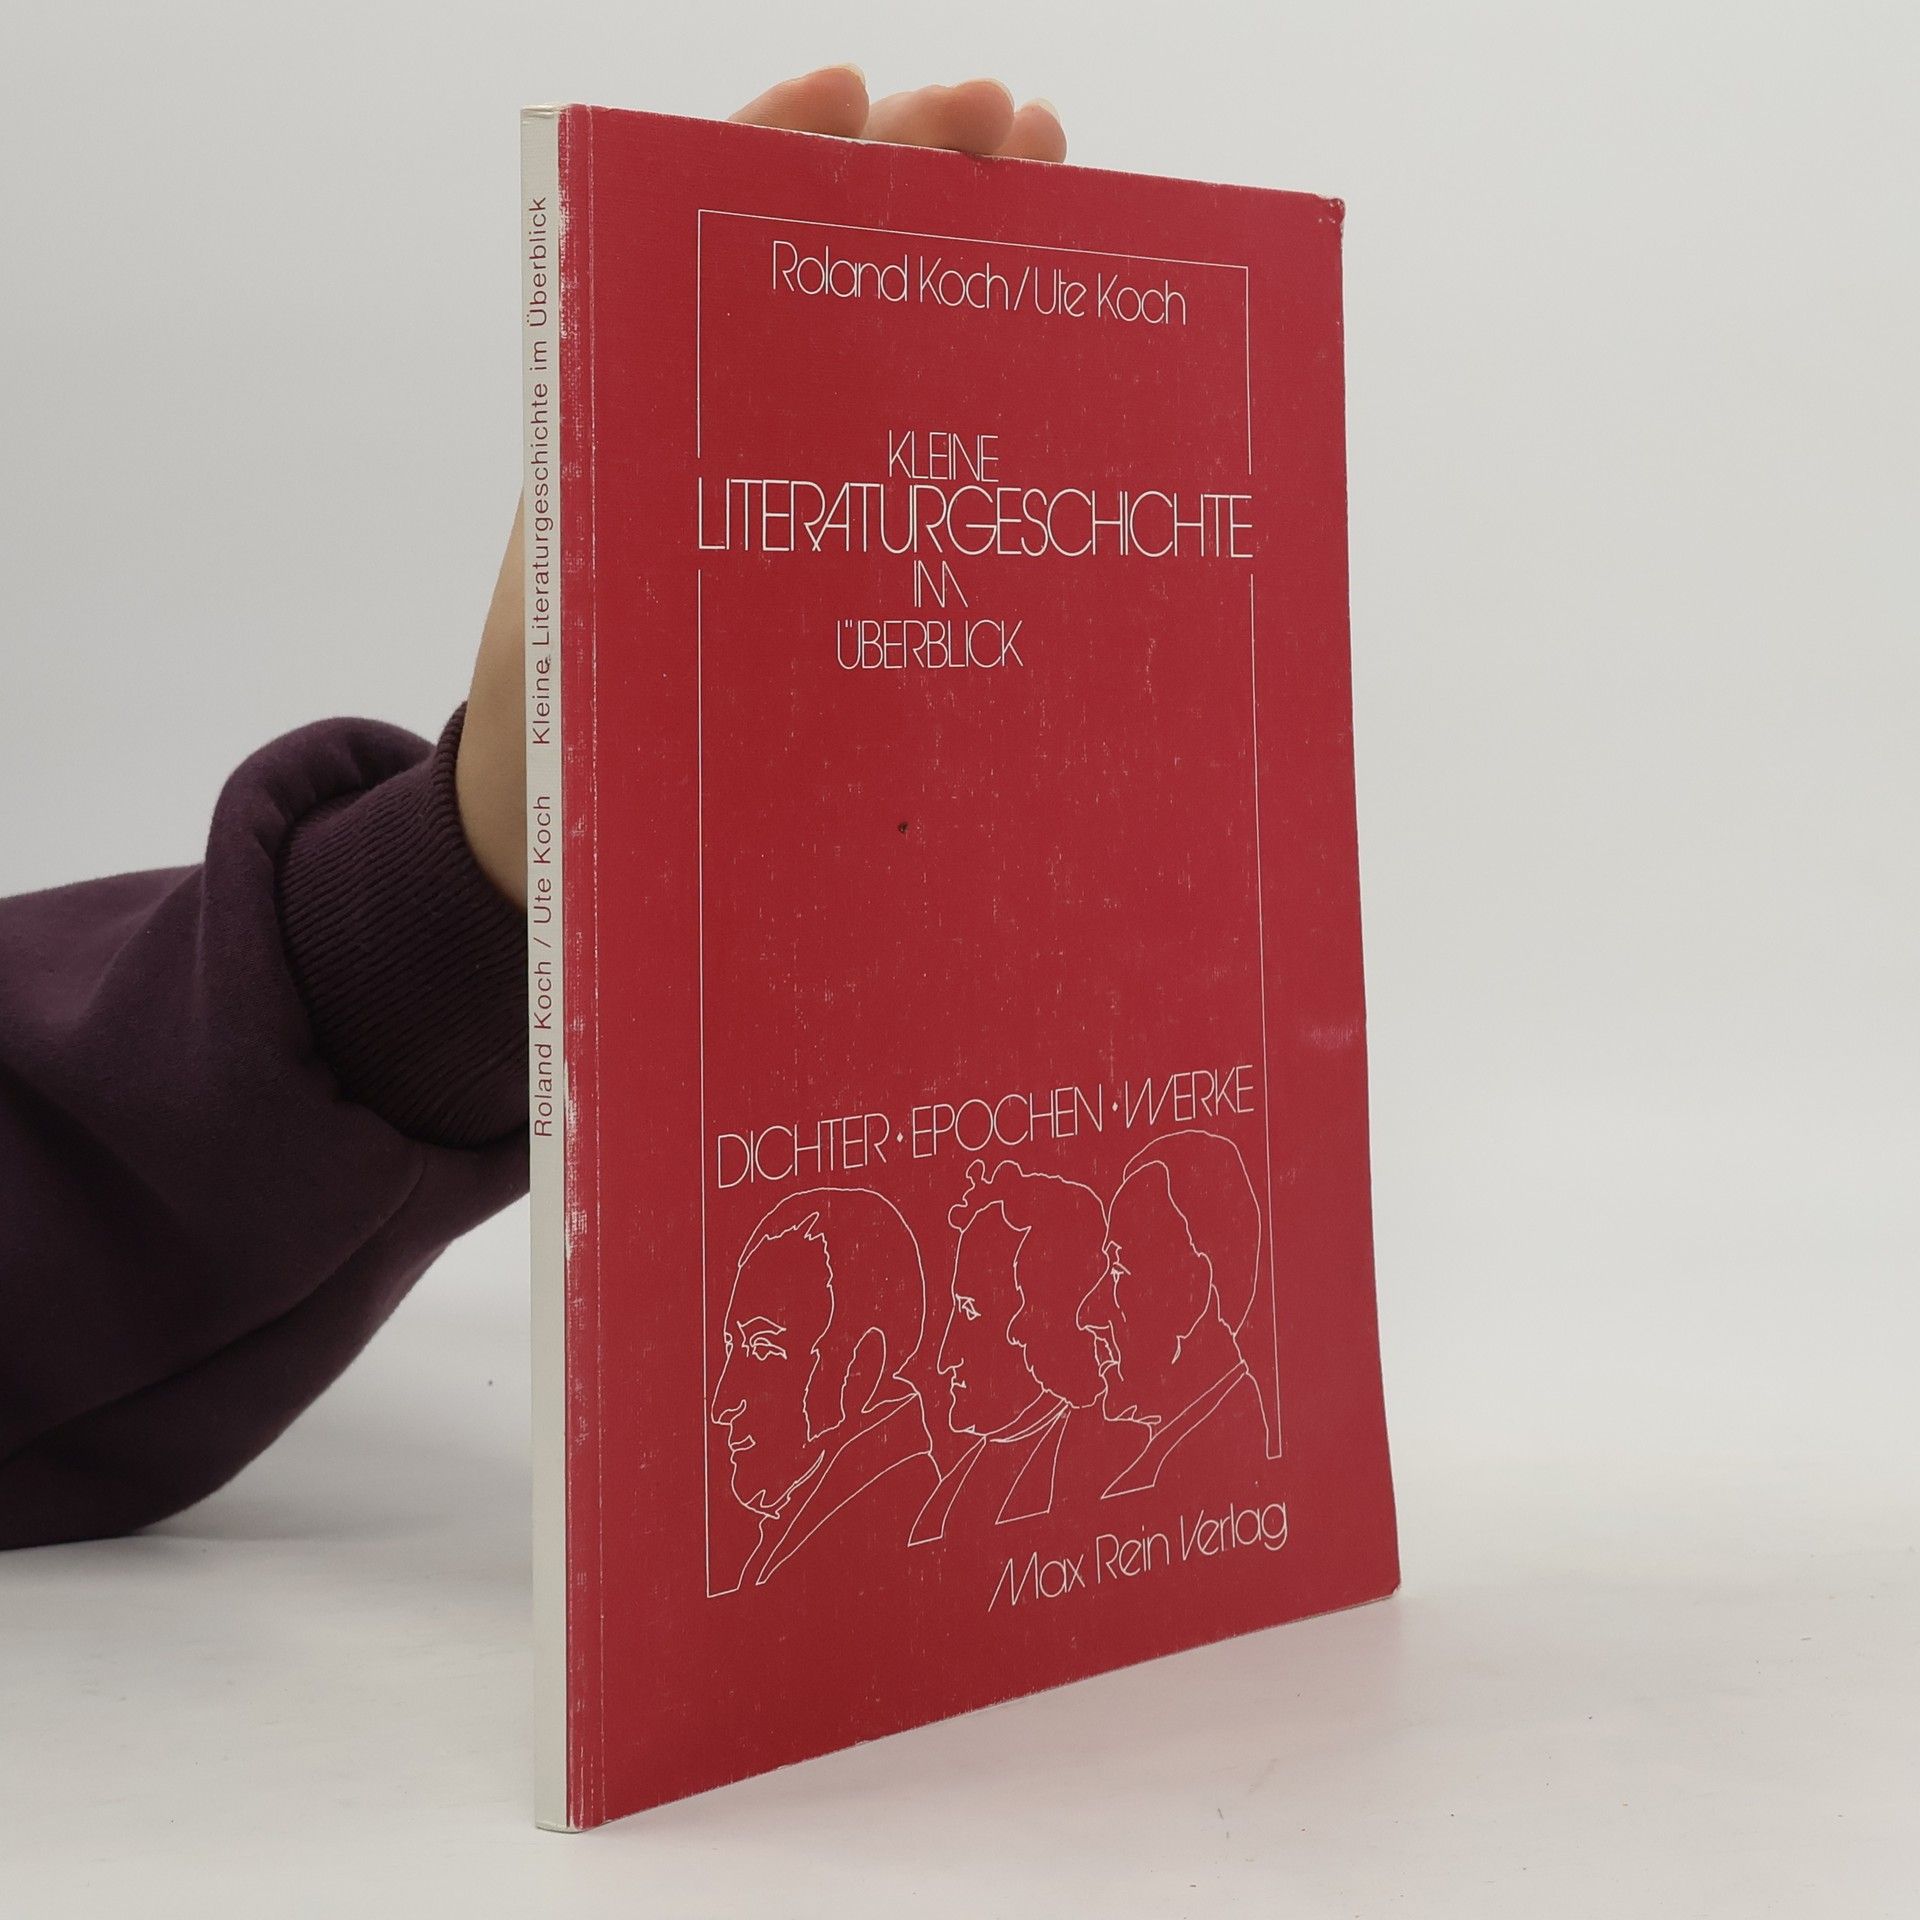 Roland Koch / Ute Koch Kleine Literaturgeschichte im Überblick
Roland Koch/Ute Koch
KLEINE
LITERATURGESCHICHTE
IM
ÜBERBLICK
DICHTER·EPOCHEN·WERKE
Max Rein Verlag